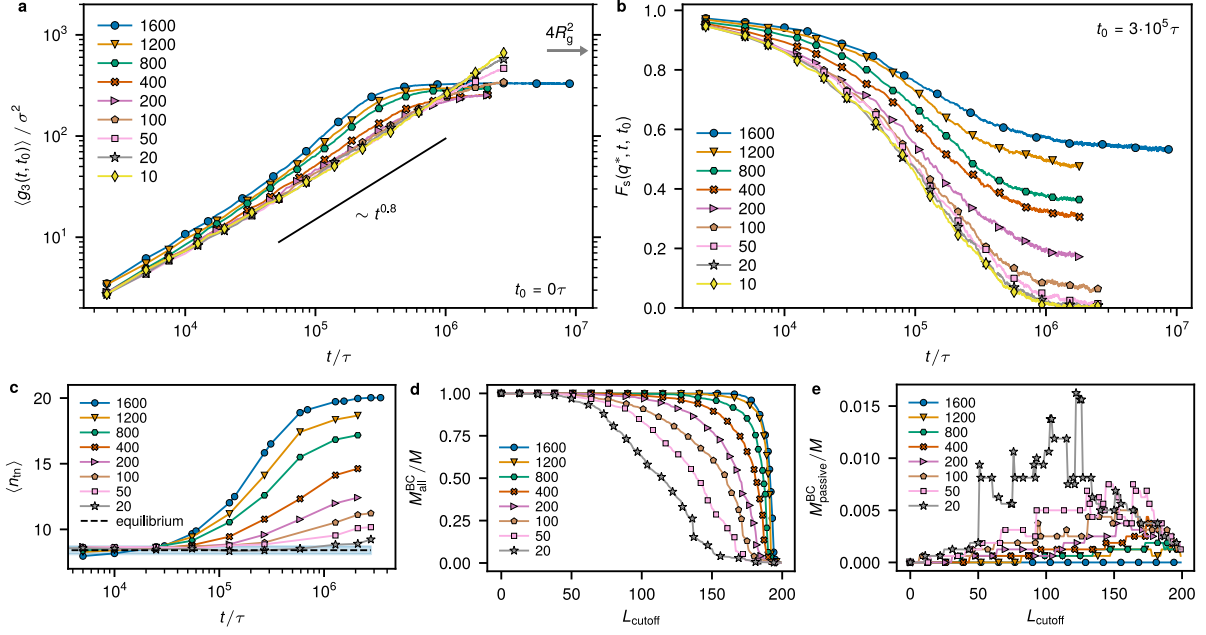 a
⟨g₃(t, t₀)⟩ / σ²
10³
10²
10¹
10⁴ 10⁵ 10⁶ 10⁷
t/τ
1600
1200
800
400
200
100
50
20
10
4R_g²
~ t^0.8
t₀ = 0τ
b
F_s(q*, t, t₀)
1.0
0.8
0.6
0.4
0.2
0.0
10⁴ 10⁵ 10⁶ 10⁷
t/τ
t₀ = 3·10⁵τ
1600
1200
800
400
200
100
50
20
10
c
⟨n_tn⟩
20
15
10
10⁴ 10⁵ 10⁶
t/τ
1600
1200
800
400
200
100
50
20
equilibrium
d
M_all^BC / M
1.00
0.75
0.50
0.25
0.00
0 50 100 150 200
L_cutoff
1600
1200
800
400
200
100
50
20
e
M_passive^BC / M
0.015
0.010
0.005
0.000
0 50 100 150 200
L_cutoff
1600
1200
800
400
200
100
50
20